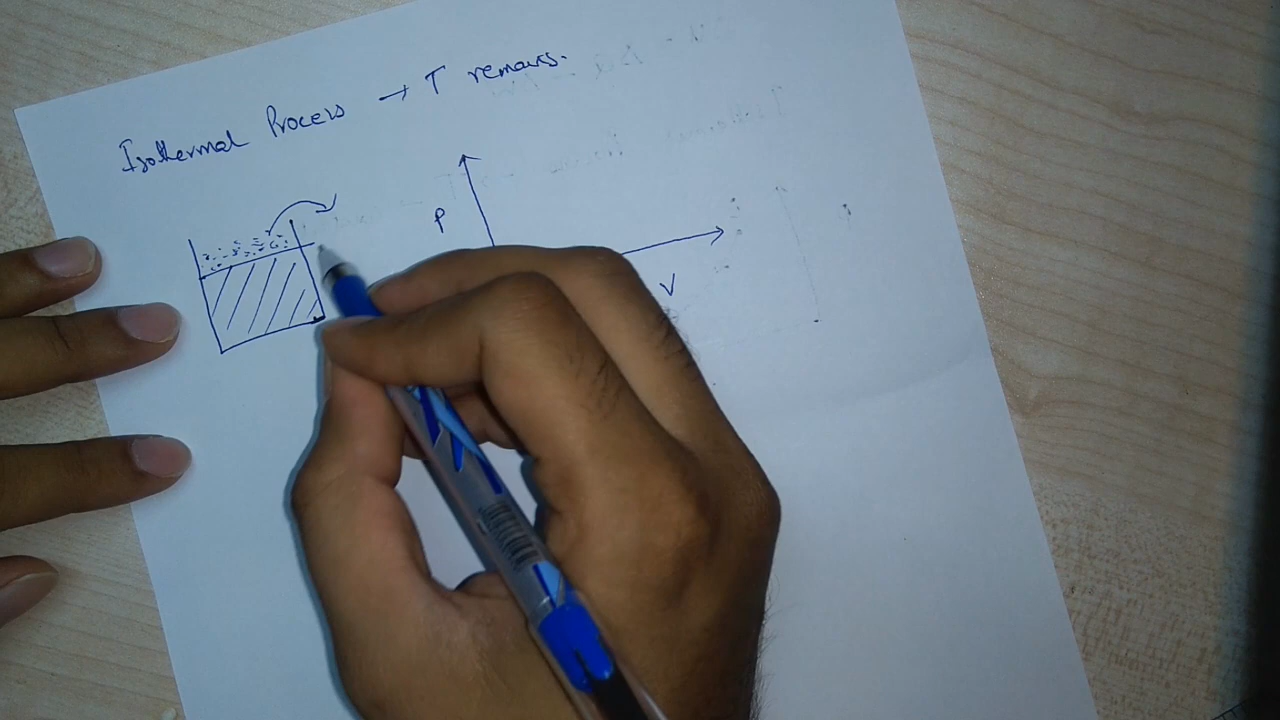 Isothermal Process → T remains.
P
V